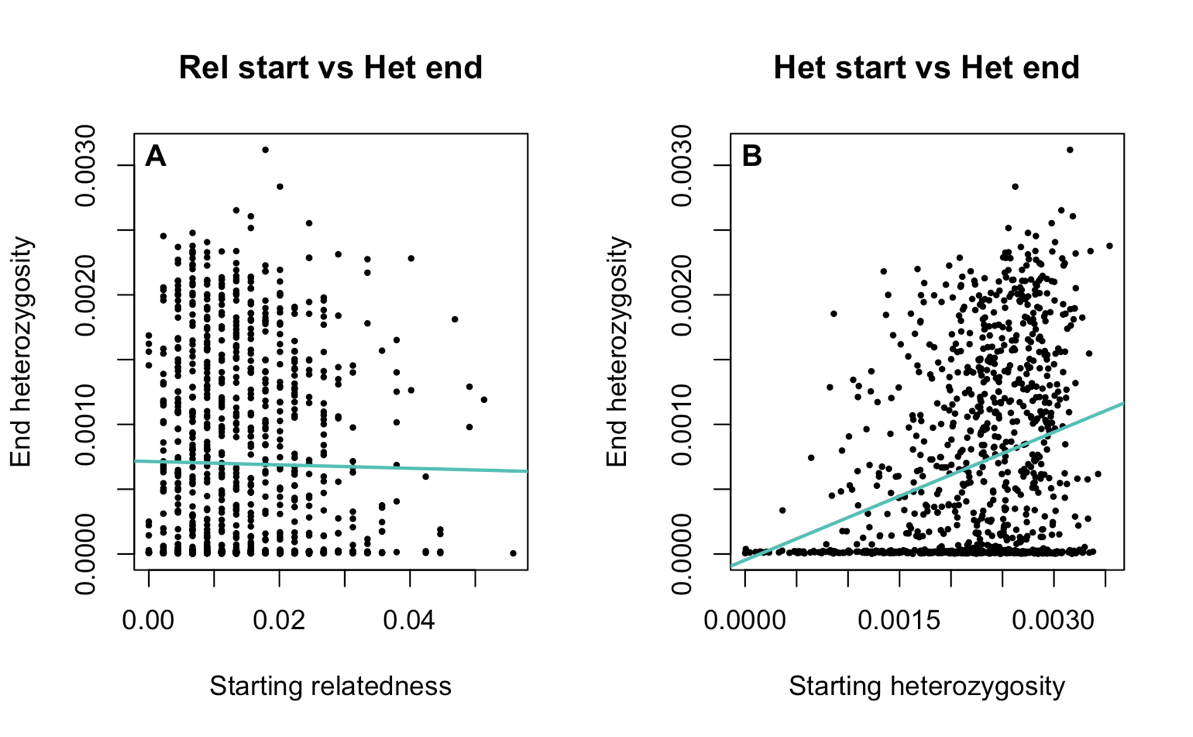 Rel start vs Het end
A
0.0030
0.0020
0.0010
0.0000
End heterozygosity
0.00
0.02
0.04
Starting relatedness
Het start vs Het end
B
0.0030
0.0020
0.0010
0.0000
End heterozygosity
0.0000
0.0015
0.0030
Starting heterozygosity